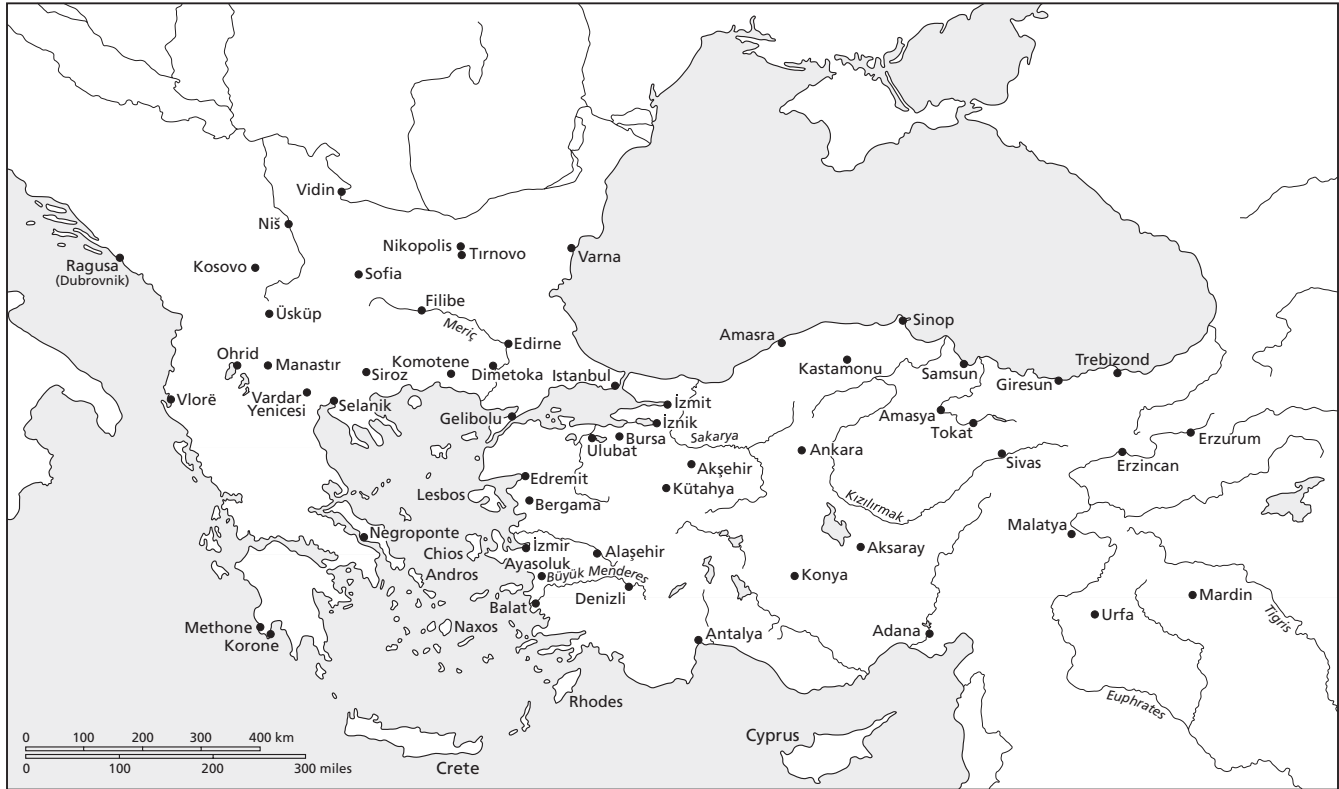 Vidin
Niš
Nikopolis
Tırnovo
Varna
Ragusa
(Dubrovnik)
Kosovo
Sofia
Filibe
Üsküp
Meriç
Sinop
Amasra
Edirne
Ohrid
Manastır
Komotene
Siroz
Dimetoka
Istanbul
Kastamonu
Samsun
Trebizond
Giresun
Vlorë
Vardar
Yenicesi
Selanik
Gelibolu
İzmit
İznik
Amasya
Tokat
Sakarya
Bursa
Ulubat
Ankara
Sivas
Erzurum
Erzincan
Akşehir
Edremit
Kütahya
Lesbos
Bergama
Kızılırmak
Malatya
Negroponte
Chios
İzmir
Alaşehir
Aksaray
Ayasoluk
Andros
Büyük Menderes
Konya
Denizli
Mardin
Balat
Urfa
Tigris
Methone
Naxos
Korone
Antalya
Adana
Rhodes
Euphrates
Cyprus
0 100 200 300 400 km
0 100 200 300 miles
Crete